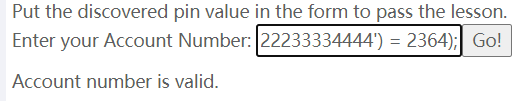 Put the discovered pin value in the form to pass the lesson.
Enter your Account Number: 22233334444') = 2364); Go!
Account number is valid.